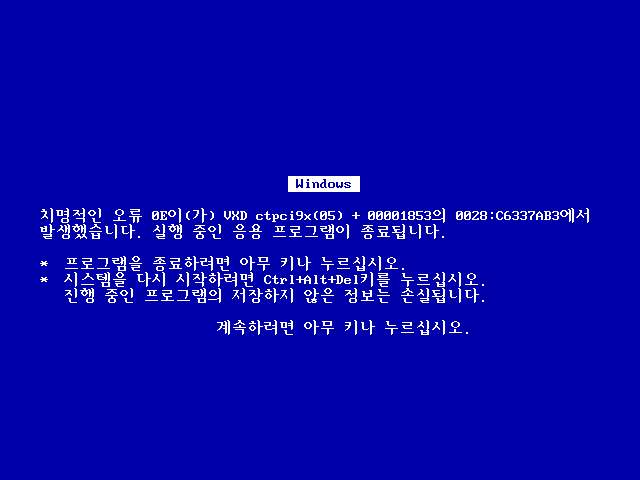 Windows
치명적인 오류 0E이(가) VXD ctpci9x(05) + 00001853의 0028:C6337AB3에서
발생했습니다. 실행 중인 응용 프로그램이 종료됩니다.
* 프로그램을 종료하려면 아무 키나 누르십시오.
* 시스템을 다시 시작하려면 Ctrl+Alt+Del키를 누르십시오.
진행 중인 프로그램의 저장하지 않은 정보는 손실됩니다.
계속하려면 아무 키나 누르십시오.